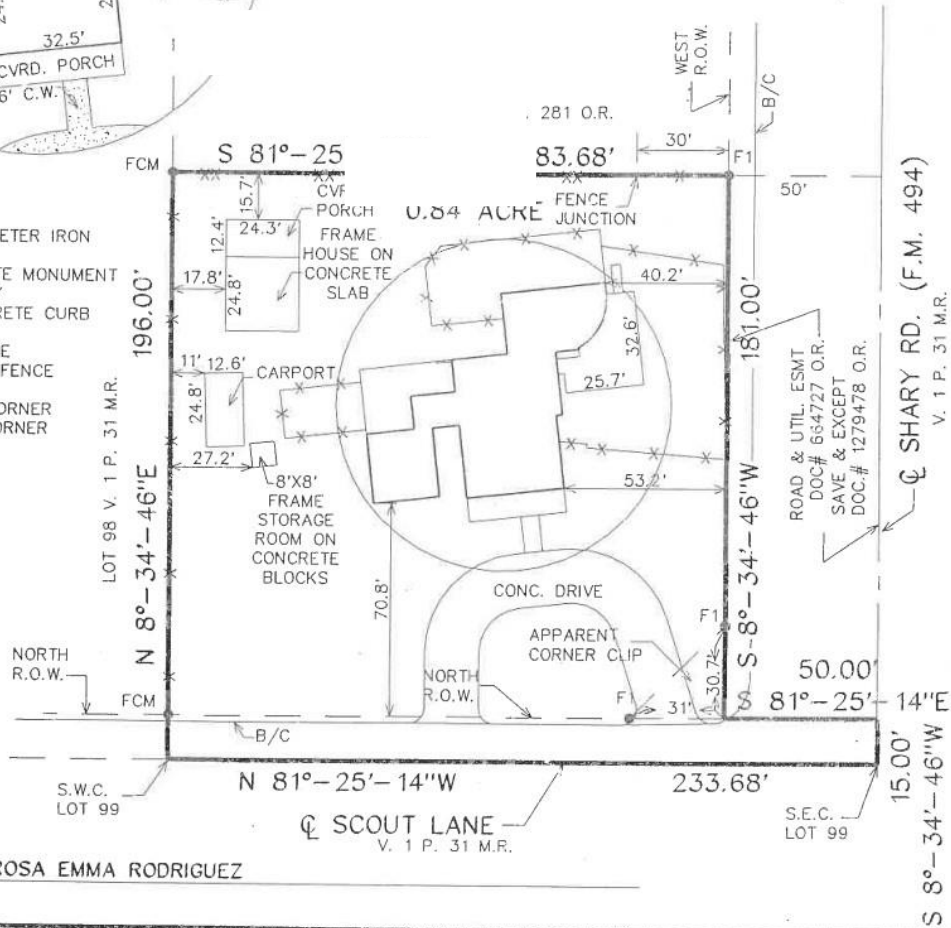 32.5'
CVRD. PORCH
6' C.W.
WEST
R.O.W.
B/C
281 O.R.
30'
FCM
S 81°-25
83.68'
F1
50'
15.7'
PORCH
0.84 ACRE
FENCE
JUNCTION
24.3'
12.4'
FRAME
HOUSE ON
CONCRETE
SLAB
17.8'
24.8'
40.2'
ETER IRON
TE MONUMENT
RETE CURB
E
FENCE
ORNER
ORNER
196.00'
N 8°-34'-46"E
LOT 98 V. 1 P. 31 M.R.
11'
12.6'
CARPORT
24.8'
27.2'
8'X8'
FRAME
STORAGE
ROOM ON
CONCRETE
BLOCKS
32.6'
25.7'
53.2'
181.00'
S-8°-34'-46"W
ROAD & UTIL. ESMT
DOC# 664727 O.R.
SAVE & EXCEPT
DOC.# 1279478 O.R.
℄ SHARY RD. (F.M. 494)
V. 1 P. 31 M.R.
70.8'
CONC. DRIVE
APPARENT
CORNER CLIP
F1
30.7'
NORTH
R.O.W.
FCM
NORTH
R.O.W.
F1
31'
50.00'
S 81°-25'-14"E
B/C
N 81°-25'-14"W
233.68'
15.00'
S 8°-34'-46"W
S.W.C.
LOT 99
℄ SCOUT LANE
V. 1 P. 31 M.R.
S.E.C.
LOT 99
ROSA EMMA RODRIGUEZ